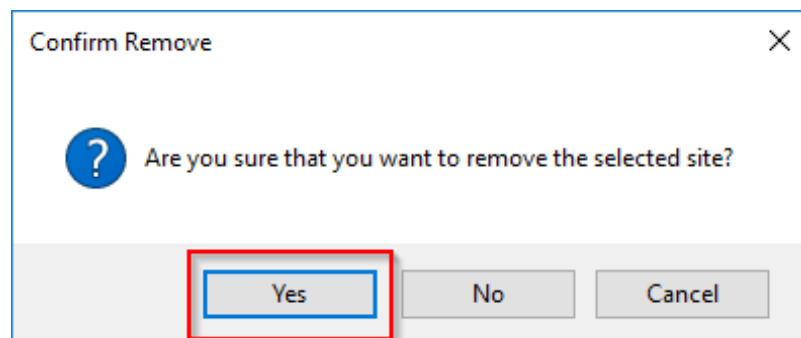 Confirm Remove
Are you sure that you want to remove the selected site?
Yes
No
Cancel